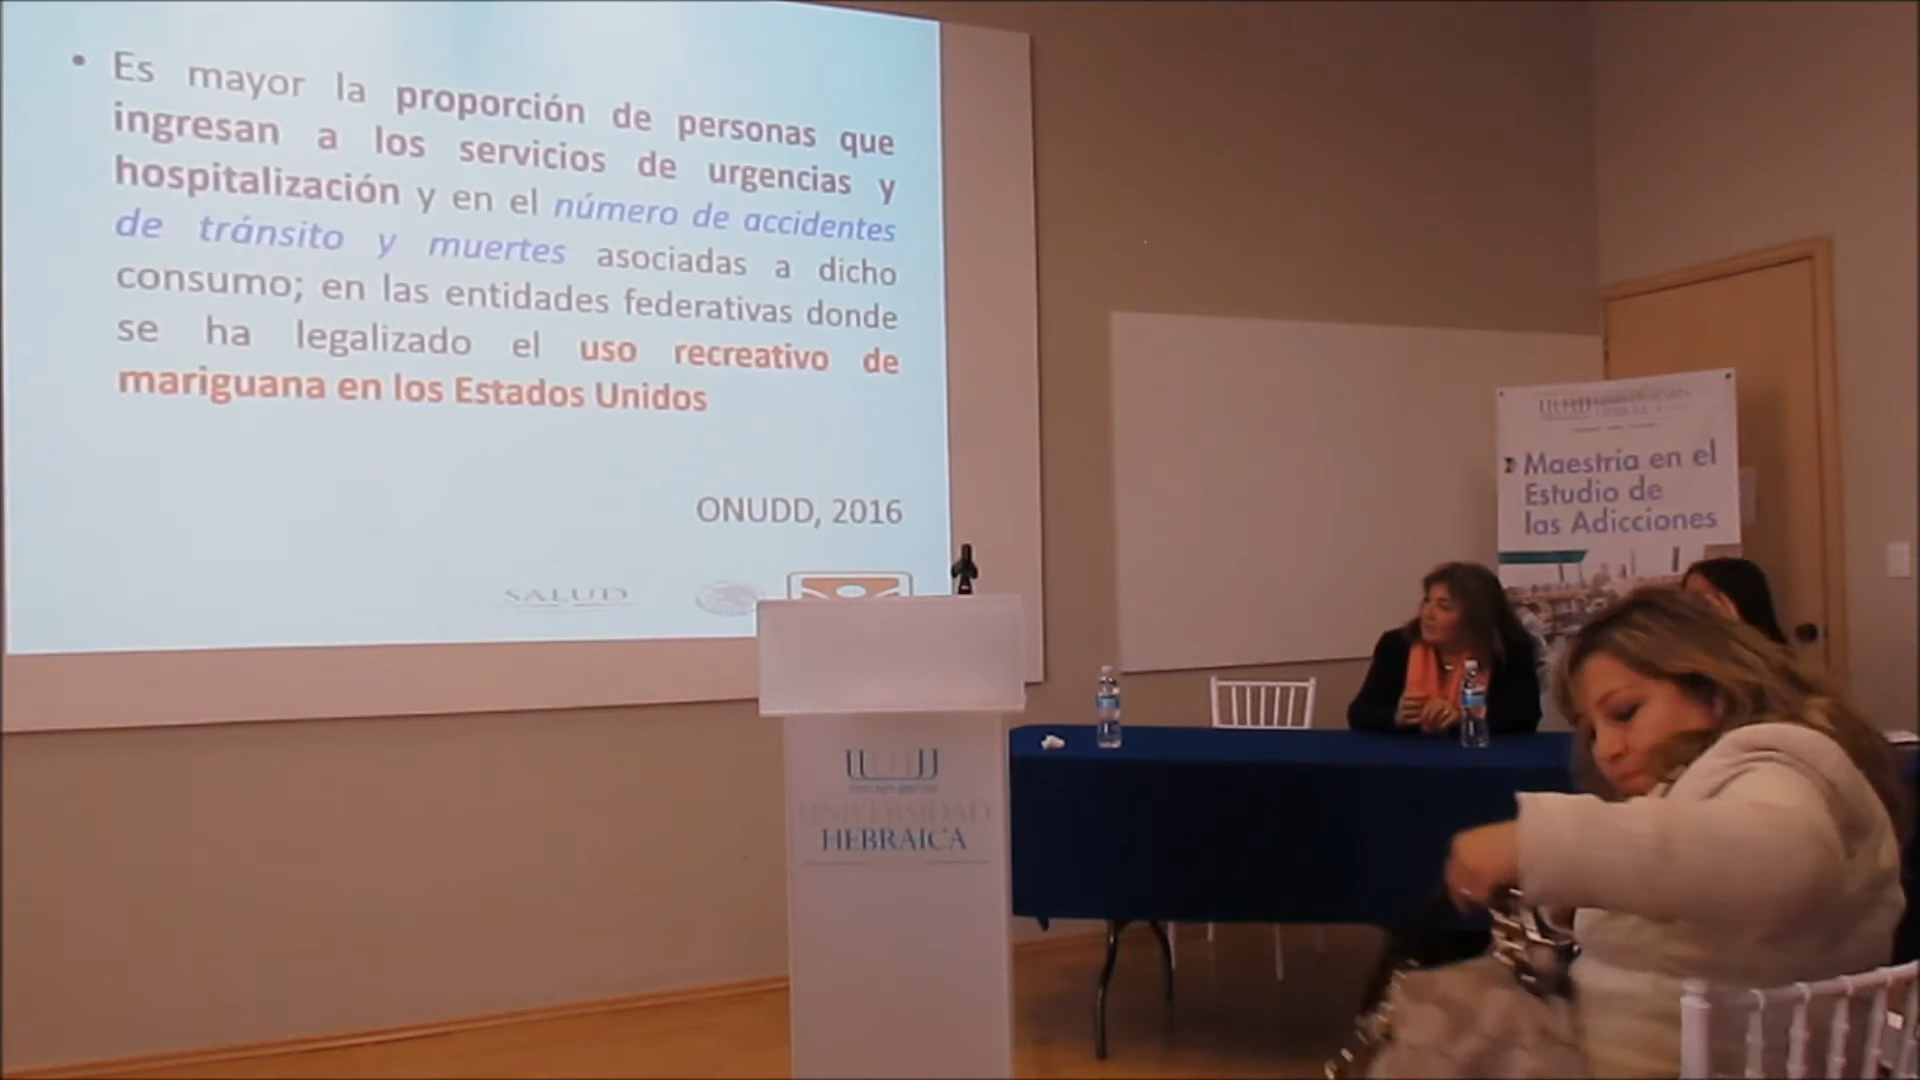 • Es mayor la proporción de personas que
ingresan a los servicios de urgencias y
hospitalización y en el número de accidentes
de tránsito y muertes asociadas a dicho
consumo; en las entidades federativas donde
se ha legalizado el uso recreativo de
mariguana en los Estados Unidos
ONUDD, 2016
SALUD
UNIVERSIDAD
HEBRAICA
Maestría en el
Estudio de
las Adicciones